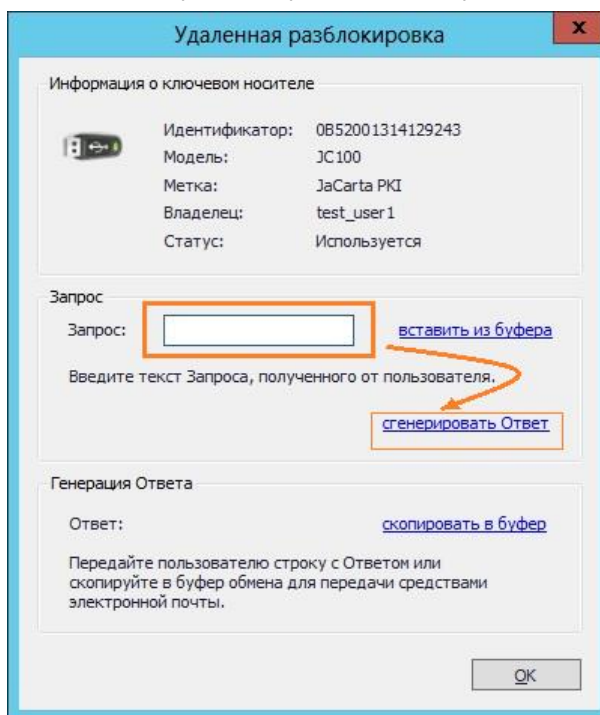 Удаленная разблокировка
x
Информация о ключевом носителе
Идентификатор: 0B52001314129243
Модель: JC100
Метка: JaCarta PKI
Владелец: test_user1
Статус: Используется
Запрос
Запрос: вставить из буфера
Введите текст Запроса, полученного от пользователя.
сгенерировать Ответ
Генерация Ответа
Ответ: скопировать в буфер
Передайте пользователю строку с Ответом или
скопируйте в буфер обмена для передачи средствами
электронной почты.
OK